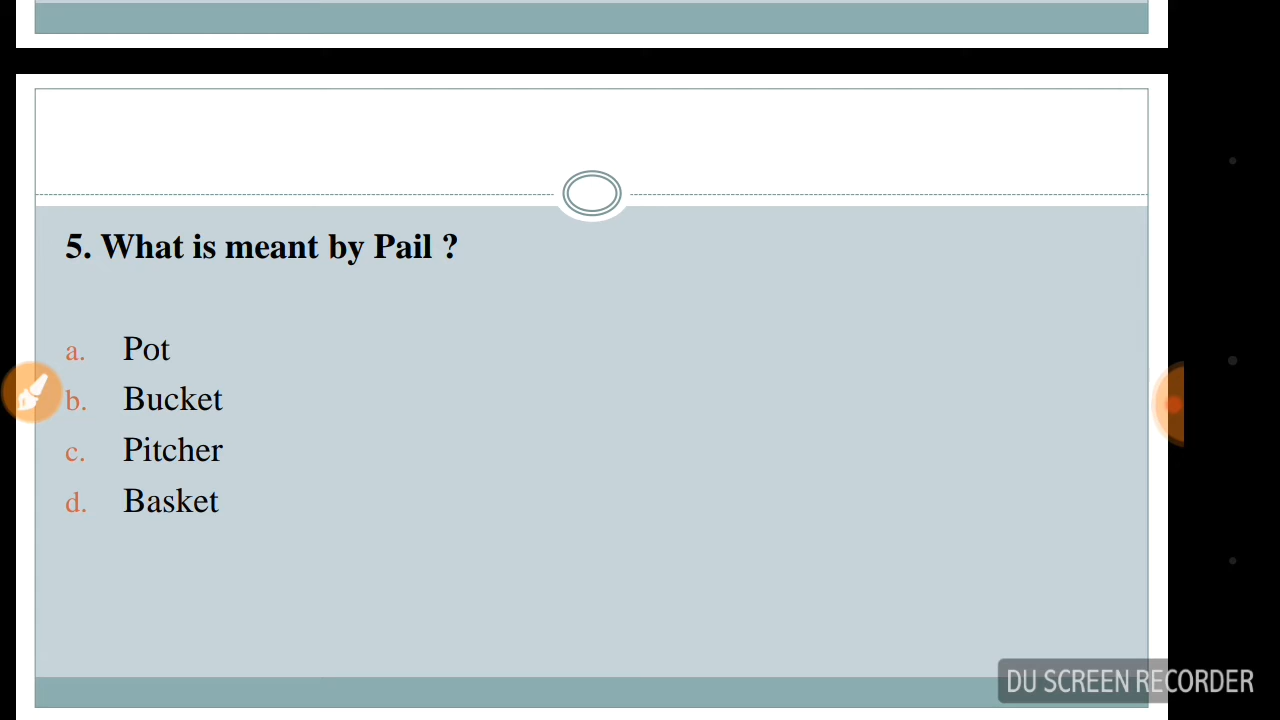 5. What is meant by Pail ?
a. Pot
b. Bucket
c. Pitcher
d. Basket
DU SCREEN RECORDER